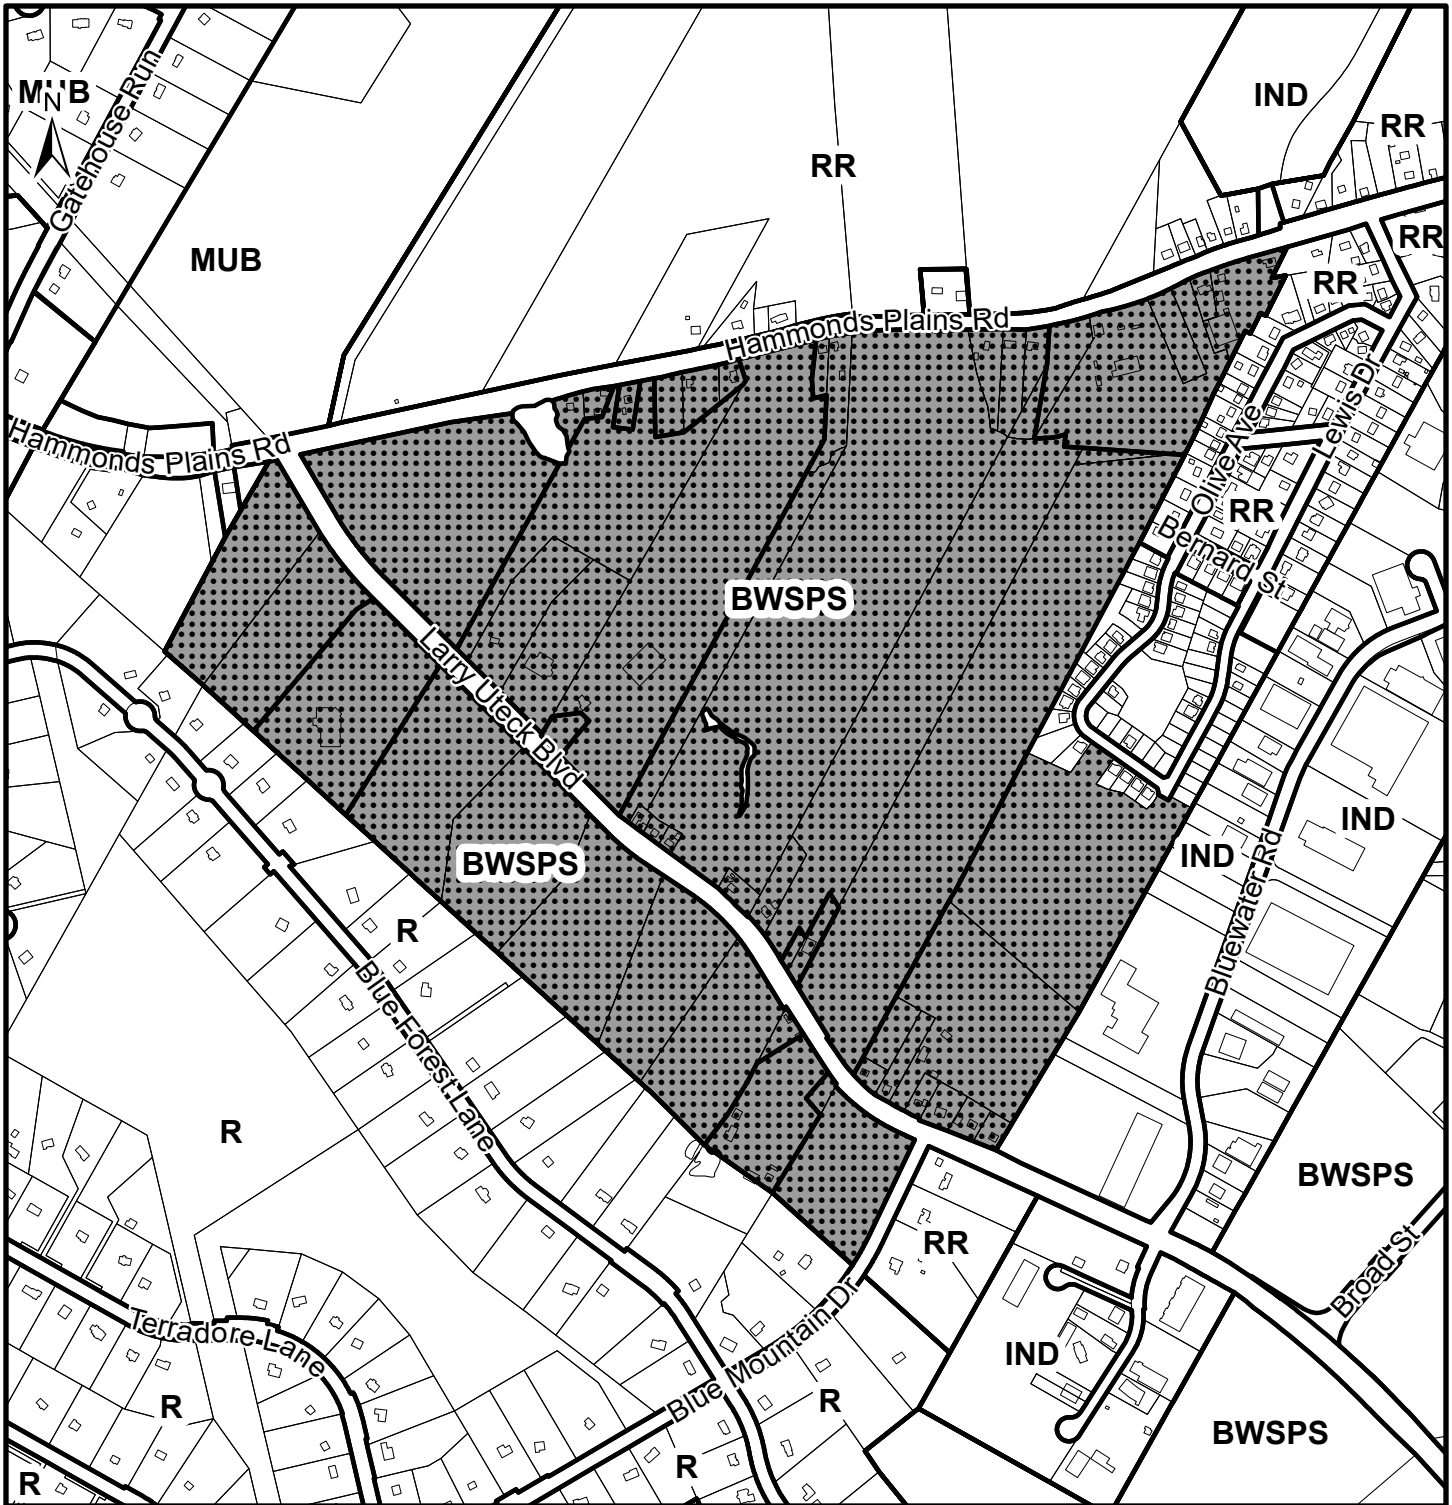 MUB
N
Gatehouse Run
IND
RR
RR
MUB
RR
RR
Hammonds Plains Rd
Hammonds Plains Rd
Lewis Dr
Olive Ave
RR
Bernard St
BWSPS
Larry Uteck Blvd
IND
IND
BWSPS
Bluewater Rd
R
Blue Forest Lane
R
BWSPS
RR
Broad St
Terradore Lane
IND
Blue Mountain Dr
R
R
BWSPS
R
R